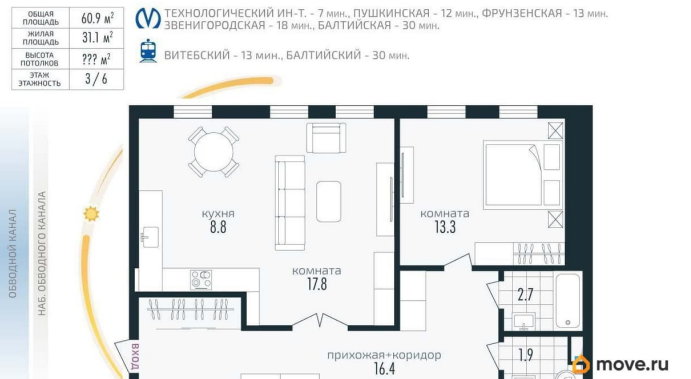 ОБЩАЯ ПЛОЩАДЬ 60.9 м²
ЖИЛАЯ ПЛОЩАДЬ 31.1 м²
ВЫСОТА ПОТОЛКОВ ??? м²
ЭТАЖ ЭТАЖНОСТЬ 3 / 6
ТЕХНОЛОГИЧЕСКИЙ ИН-Т. - 7 мин., ПУШКИНСКАЯ - 12 мин., ФРУНЗЕНСКАЯ - 13 мин.
ЗВЕНИГОРОДСКАЯ - 18 мин., БАЛТИЙСКАЯ - 30 мин.
ВИТЕБСКИЙ - 13 мин., БАЛТИЙСКИЙ - 30 мин.
ОБВОДНОЙ КАНАЛ
НАБ. ОБВОДНОГО КАНАЛА
кухня
8.8
комната
17.8
комната
13.3
2.7
1.9
ВХОД
прихожая+коридор
16.4
move.ru